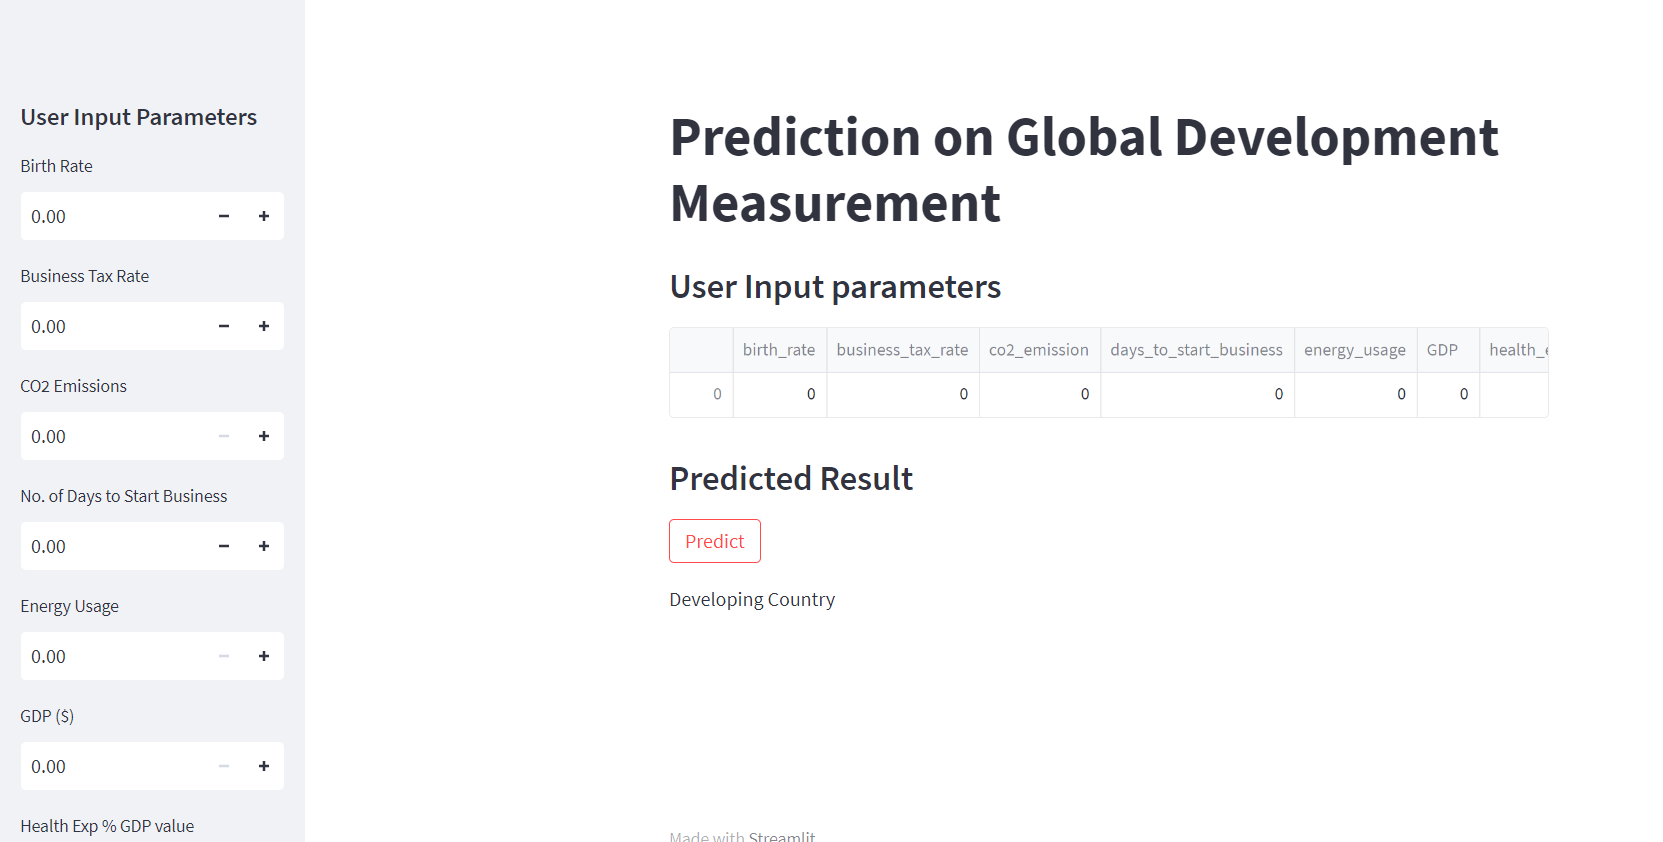 User Input Parameters
Birth Rate
0.00
Business Tax Rate
0.00
CO2 Emissions
0.00
No. of Days to Start Business
0.00
Energy Usage
0.00
GDP ($)
0.00
Health Exp % GDP value
Prediction on Global Development
Measurement
User Input parameters
birth_rate business_tax_rate co2_emission days_to_start_business energy_usage GDP health_e
0 0 0 0 0 0 0
Predicted Result
Predict
Developing Country
Made with Streamlit